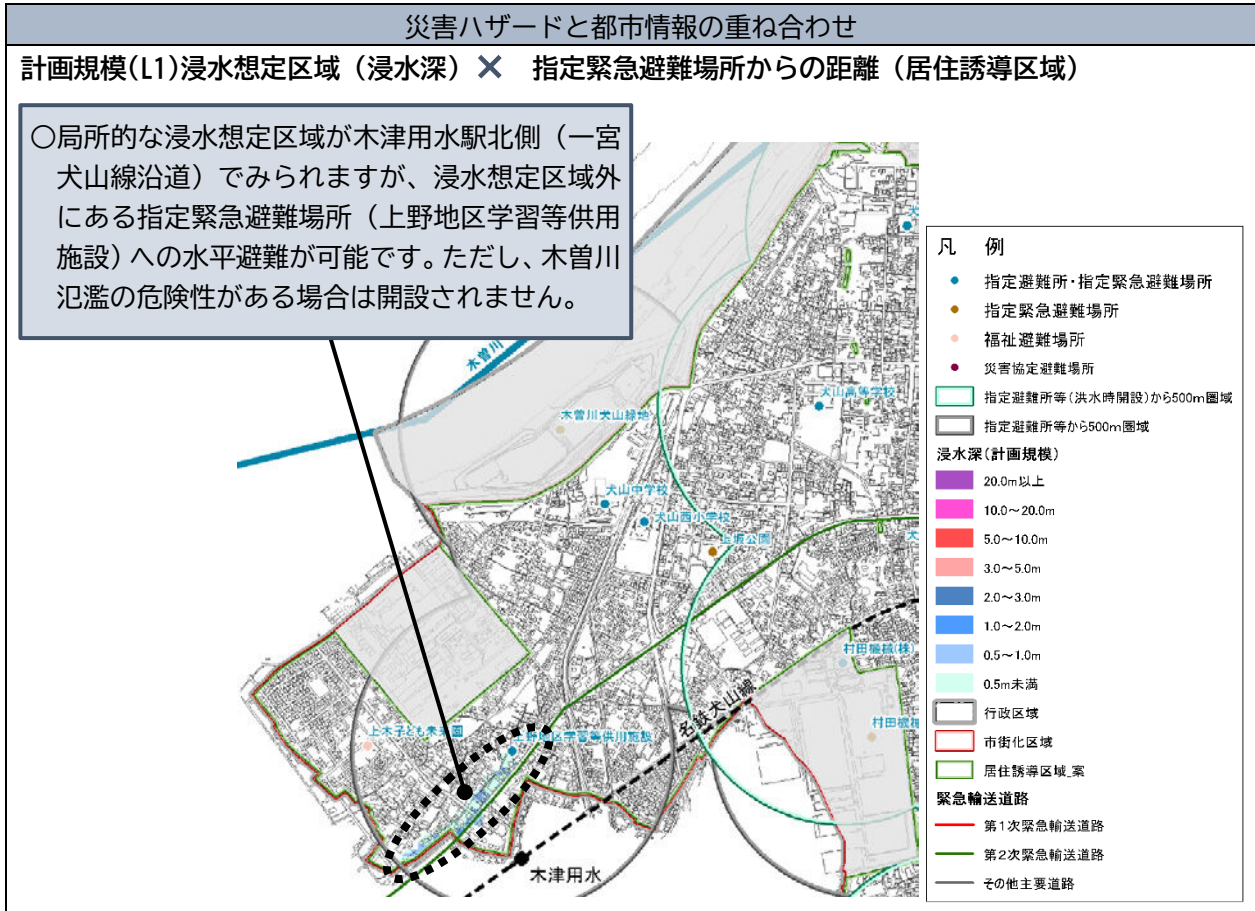 災害ハザードと都市情報の重ね合わせ
計画規模(L1)浸水想定区域（浸水深）✕ 指定緊急避難場所からの距離（居住誘導区域）
〇局所的な浸水想定区域が木津用水駅北側（一宮
犬山線沿道）でみられますが、浸水想定区域外
にある指定緊急避難場所（上野地区学習等供用
施設）への水平避難が可能です。ただし、木曽川
氾濫の危険性がある場合は開設されません。
木曽川
木曽川犬山緑地
犬山高等学校
犬山中学校
犬山西小学校
上坂公園
村田機械(株)
村田機械
名鉄犬山線
上木子ども未来園
上野地区学習等供用施設
木津用水
凡 例
指定避難所・指定緊急避難場所
指定緊急避難場所
福祉避難場所
災害協定避難場所
指定避難所等(洪水時開設)から500m圏域
指定避難所等から500m圏域
浸水深(計画規模)
20.0m以上
10.0～20.0m
5.0～10.0m
3.0～5.0m
2.0～3.0m
1.0～2.0m
0.5～1.0m
0.5m未満
行政区域
市街化区域
居住誘導区域_案
緊急輸送道路
第1次緊急輸送道路
第2次緊急輸送道路
その他主要道路